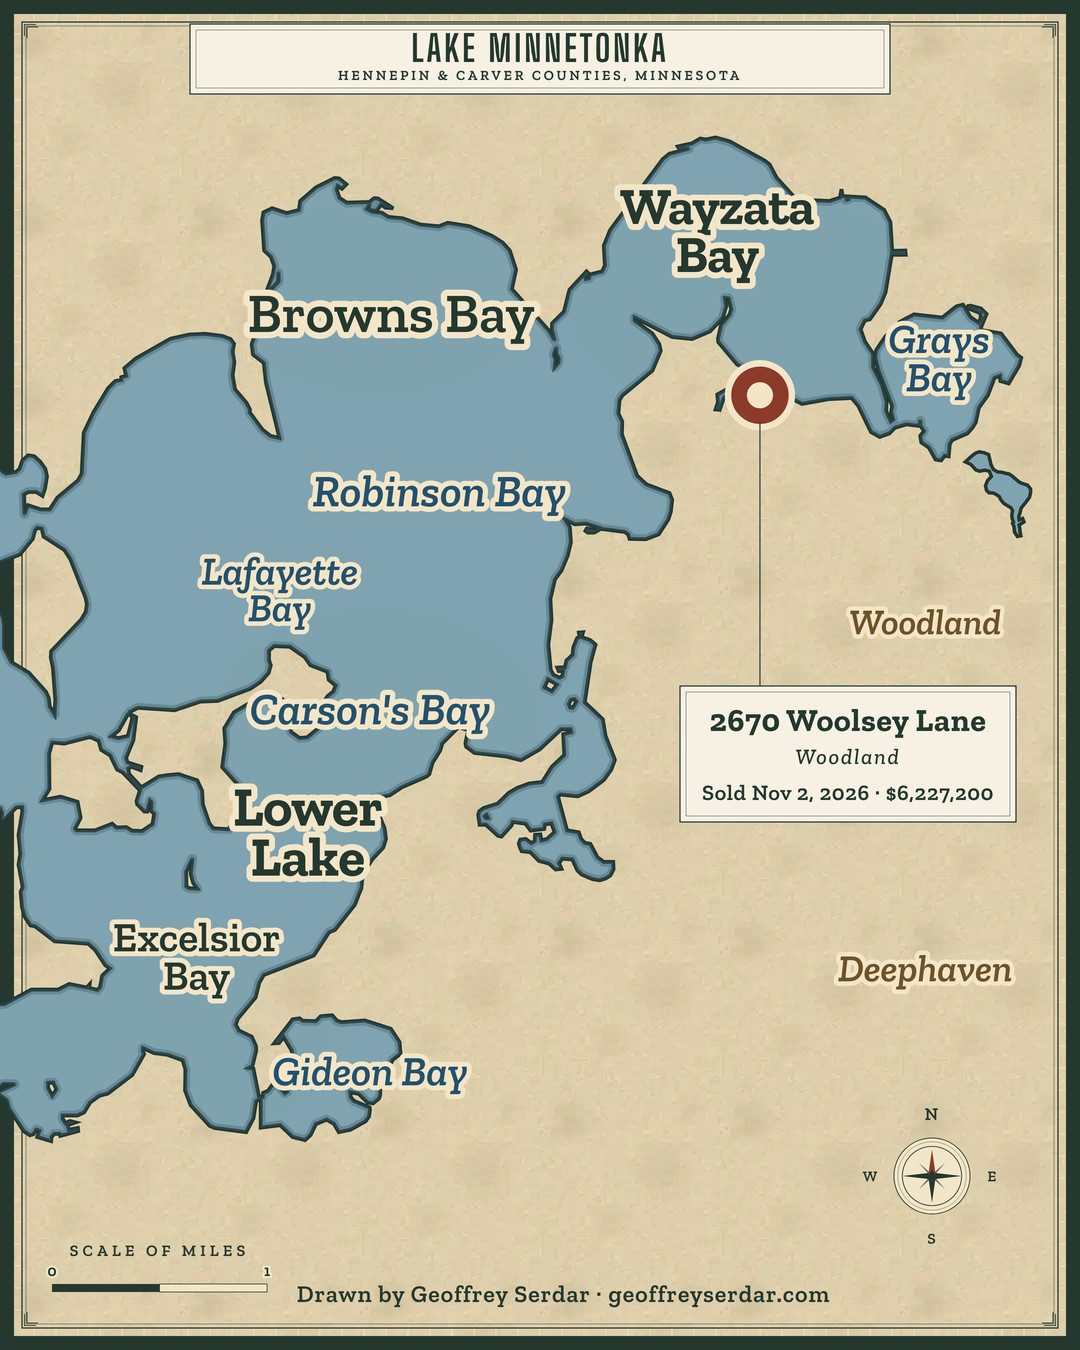 LAKE MINNETONKA
HENNEPIN & CARVER COUNTIES, MINNESOTA
Wayzata
Bay
Browns Bay
Grays
Bay
Robinson Bay
Lafayette
Bay
Woodland
Carson's Bay
2670 Woolsey Lane
Woodland
Sold Nov 2, 2026 · $6,227,200
Lower
Lake
Excelsior
Bay
Deephaven
Gideon Bay
N
W E
S
SCALE OF MILES
0 1
Drawn by Geoffrey Serdar · geoffreyserdar.com